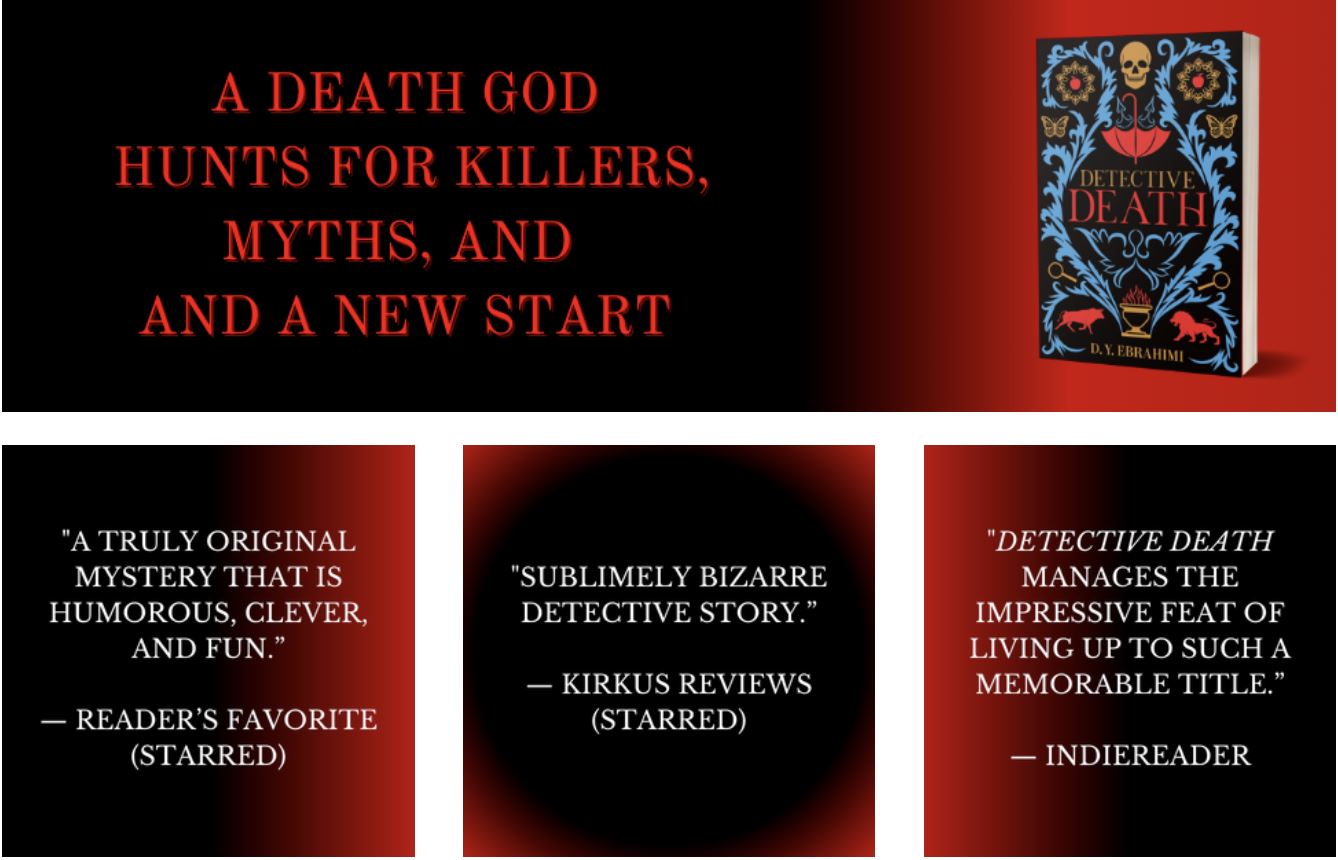 A DEATH GOD
HUNTS FOR KILLERS,
MYTHS, AND
AND A NEW START
DETECTIVE
DEATH
D. Y. EBRAHIMI
"A TRULY ORIGINAL
MYSTERY THAT IS
HUMOROUS, CLEVER,
AND FUN.”
— READER’S FAVORITE
(STARRED)
"SUBLIMELY BIZARRE
DETECTIVE STORY.”
— KIRKUS REVIEWS
(STARRED)
"DETECTIVE DEATH
MANAGES THE
IMPRESSIVE FEAT OF
LIVING UP TO SUCH A
MEMORABLE TITLE.”
— INDIEREADER